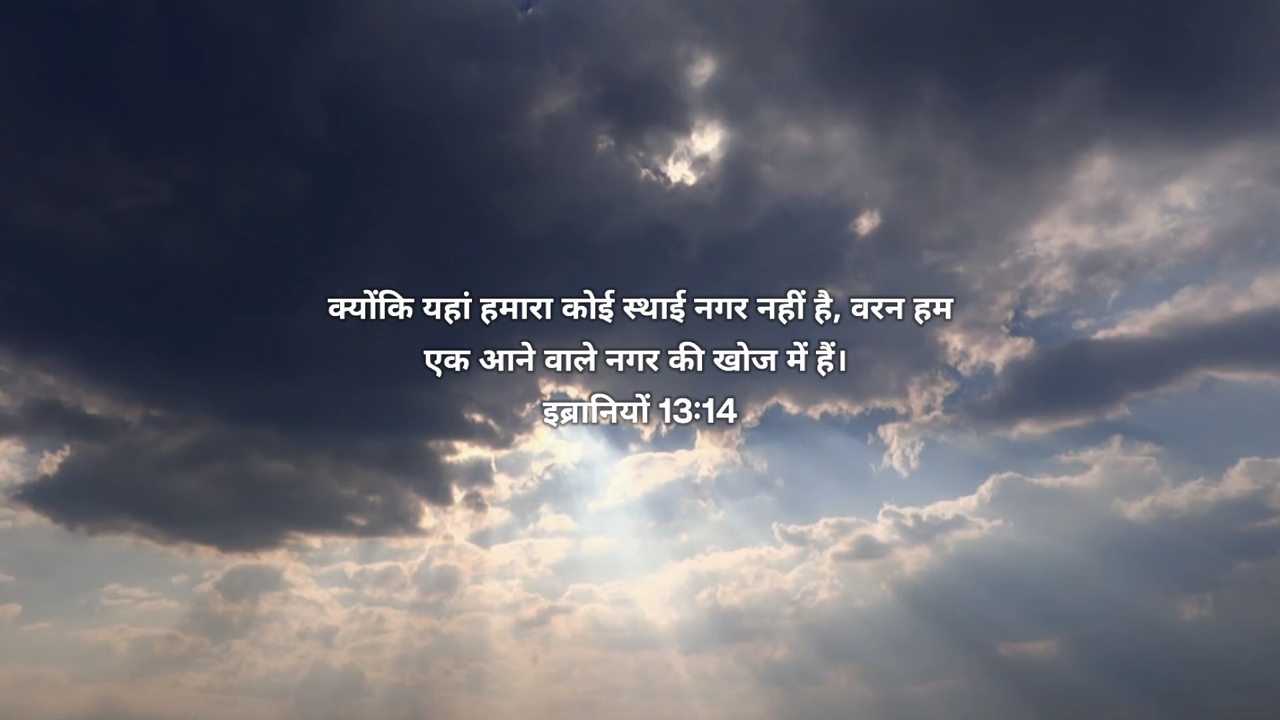 क्योंकि यहां हमारा कोई स्थाई नगर नहीं है, वरन हम
एक आने वाले नगर की खोज में हैं।
इब्रानियों 13:14